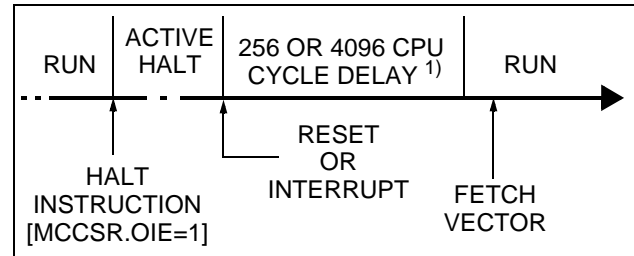 RUN
ACTIVE
HALT
256 OR 4096 CPU
CYCLE DELAY 1)
RUN
HALT
INSTRUCTION
[MCCSR.OIE=1]
RESET
OR
INTERRUPT
FETCH
VECTOR